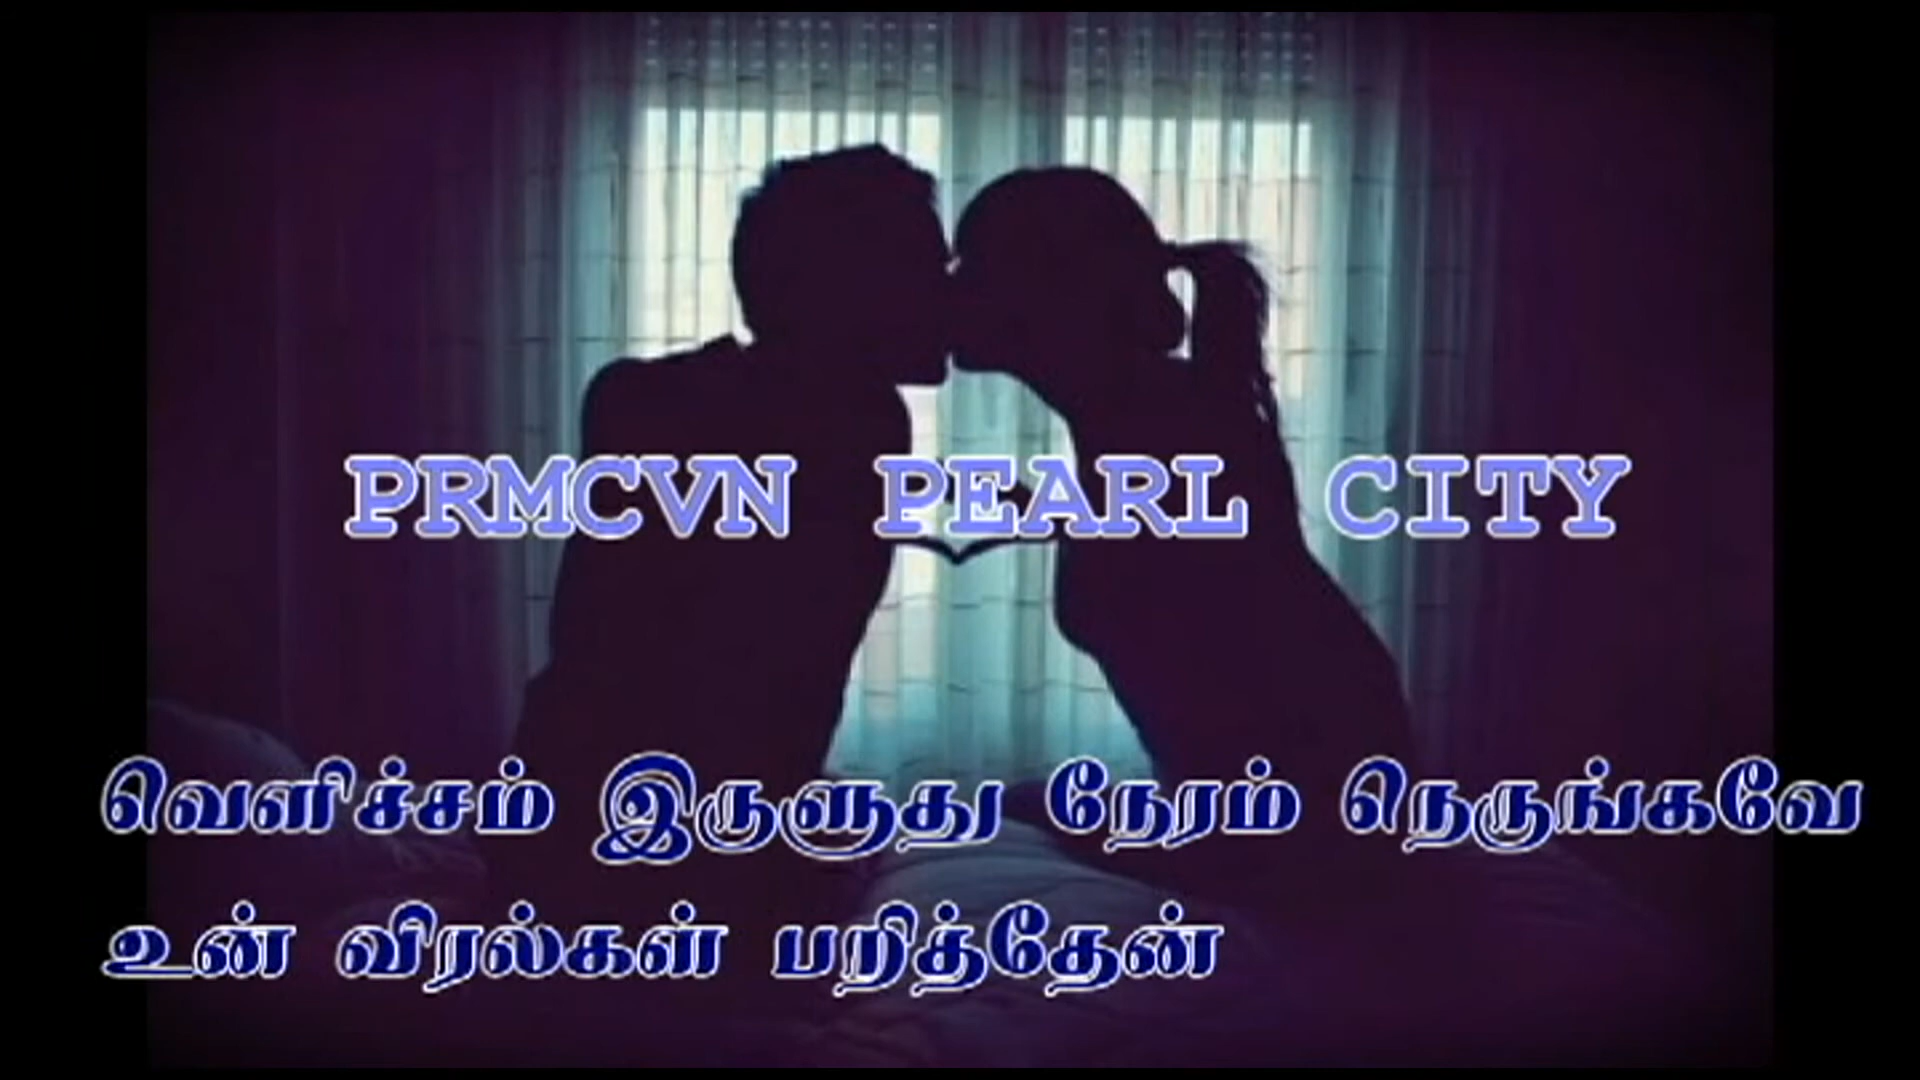 PRMCVN PEARL CITY
வெளிச்சம் இருளுது நேரம் நெருங்கவே
உன் விரல்கள் பறித்தேன்